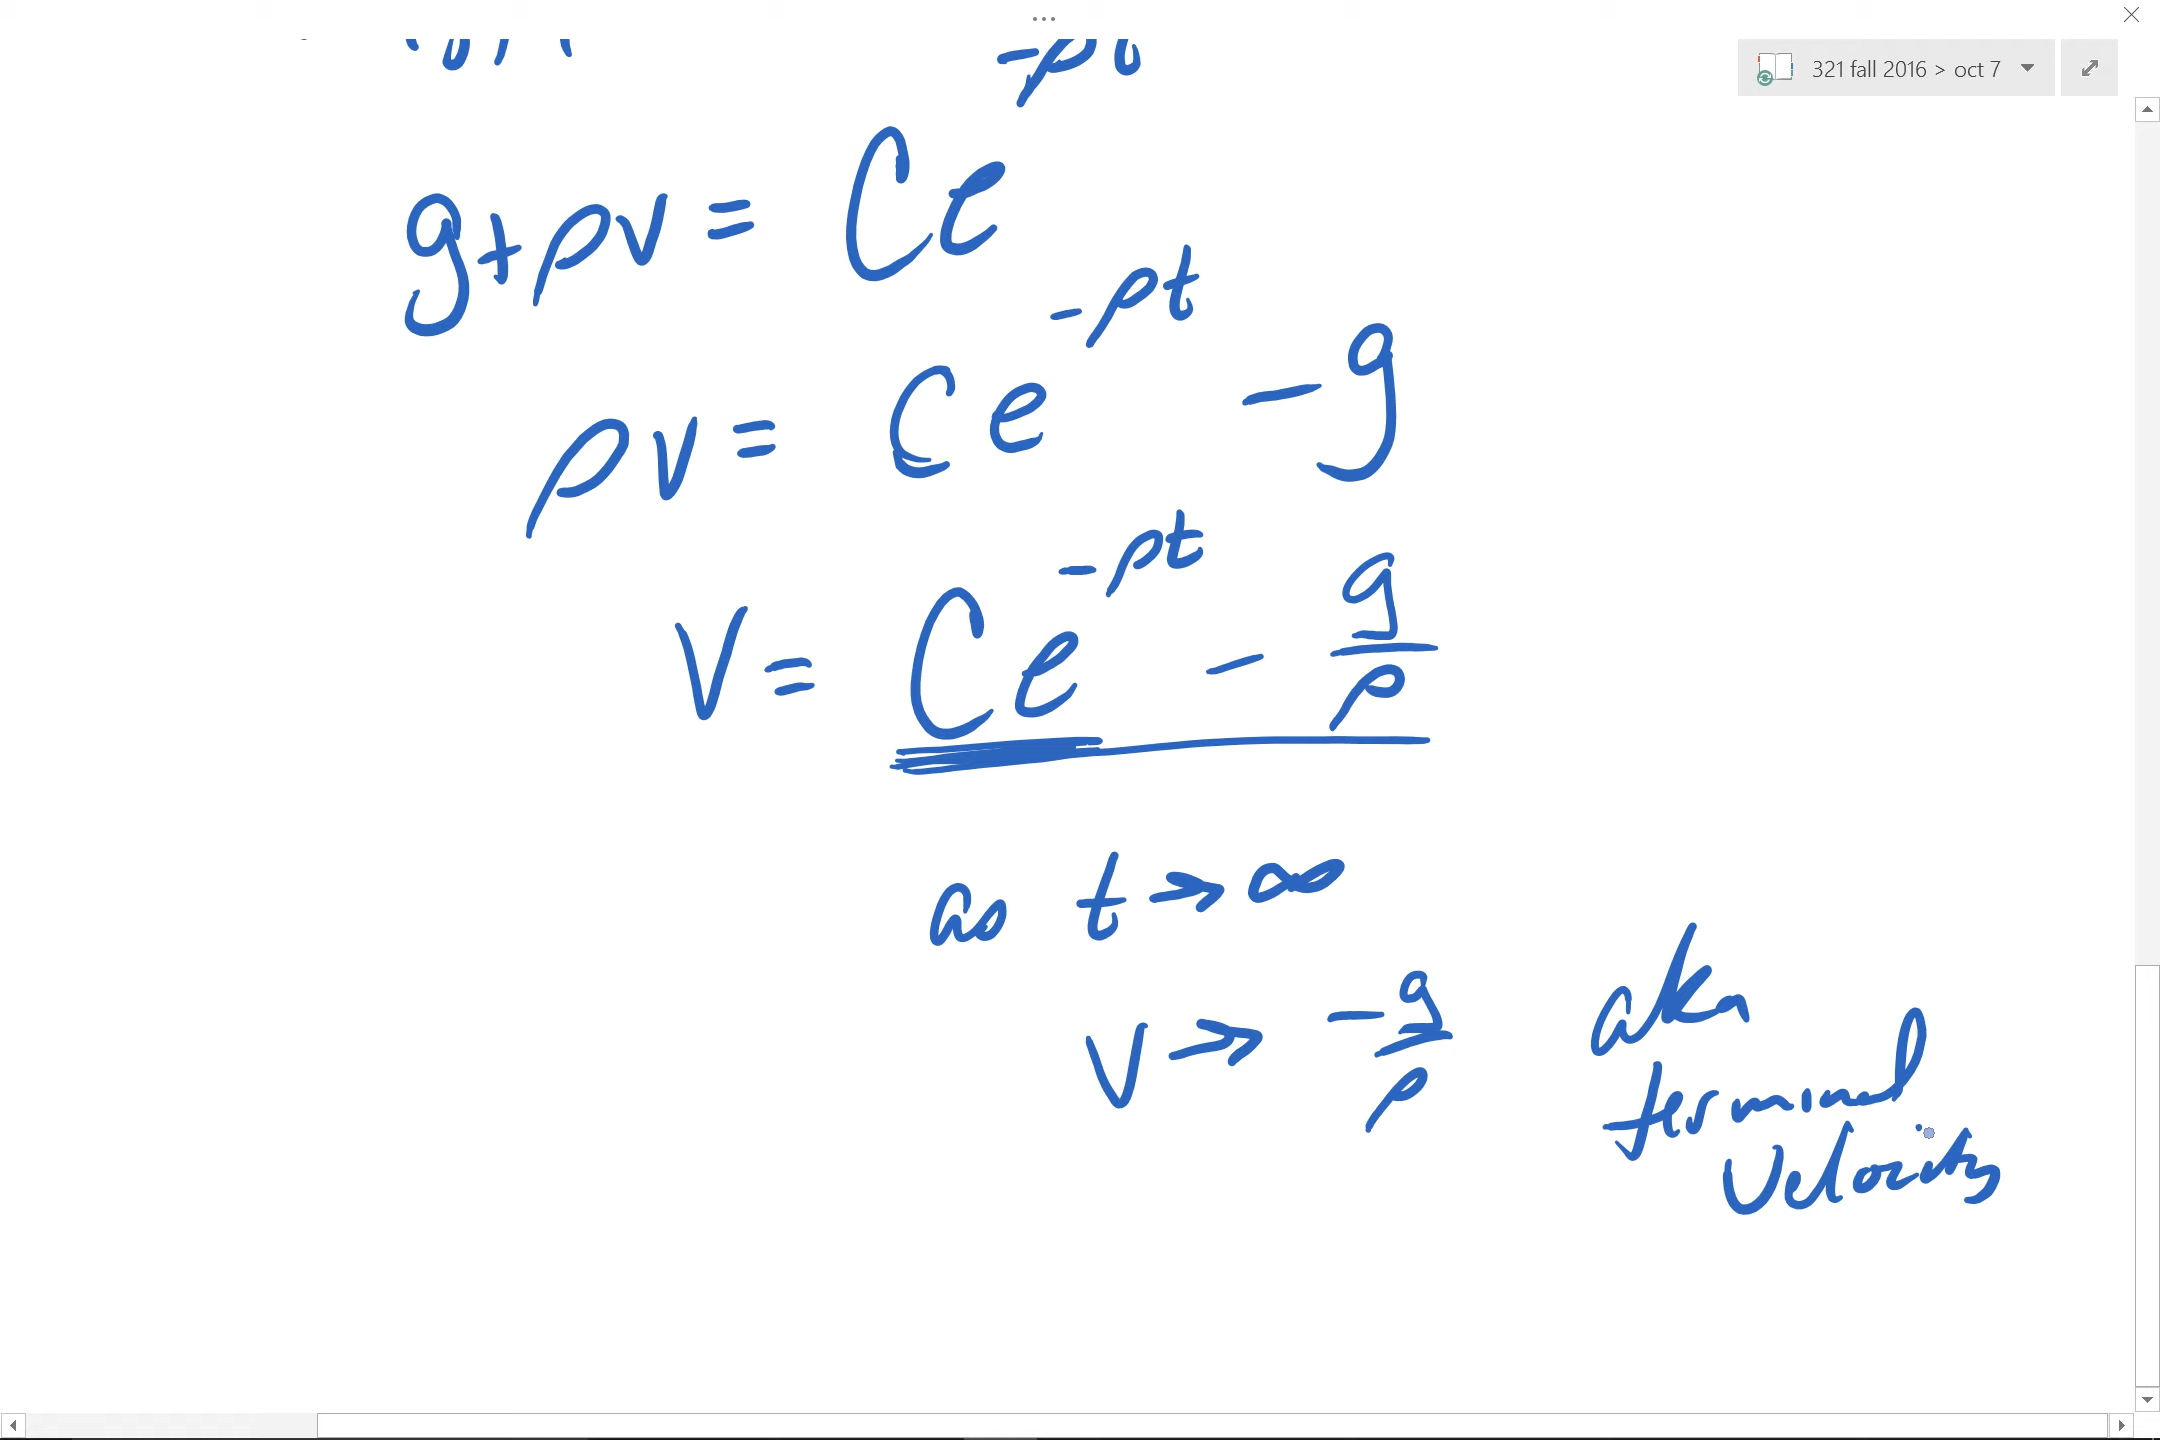 321 fall 2016 > oct 7
g+ρv = Ce^{-ρt}
ρv = Ce^{-ρt} - g
V = Ce^{-ρt} - g/ρ
as t → ∞
V → -g/ρ
aka
terminal
velocity